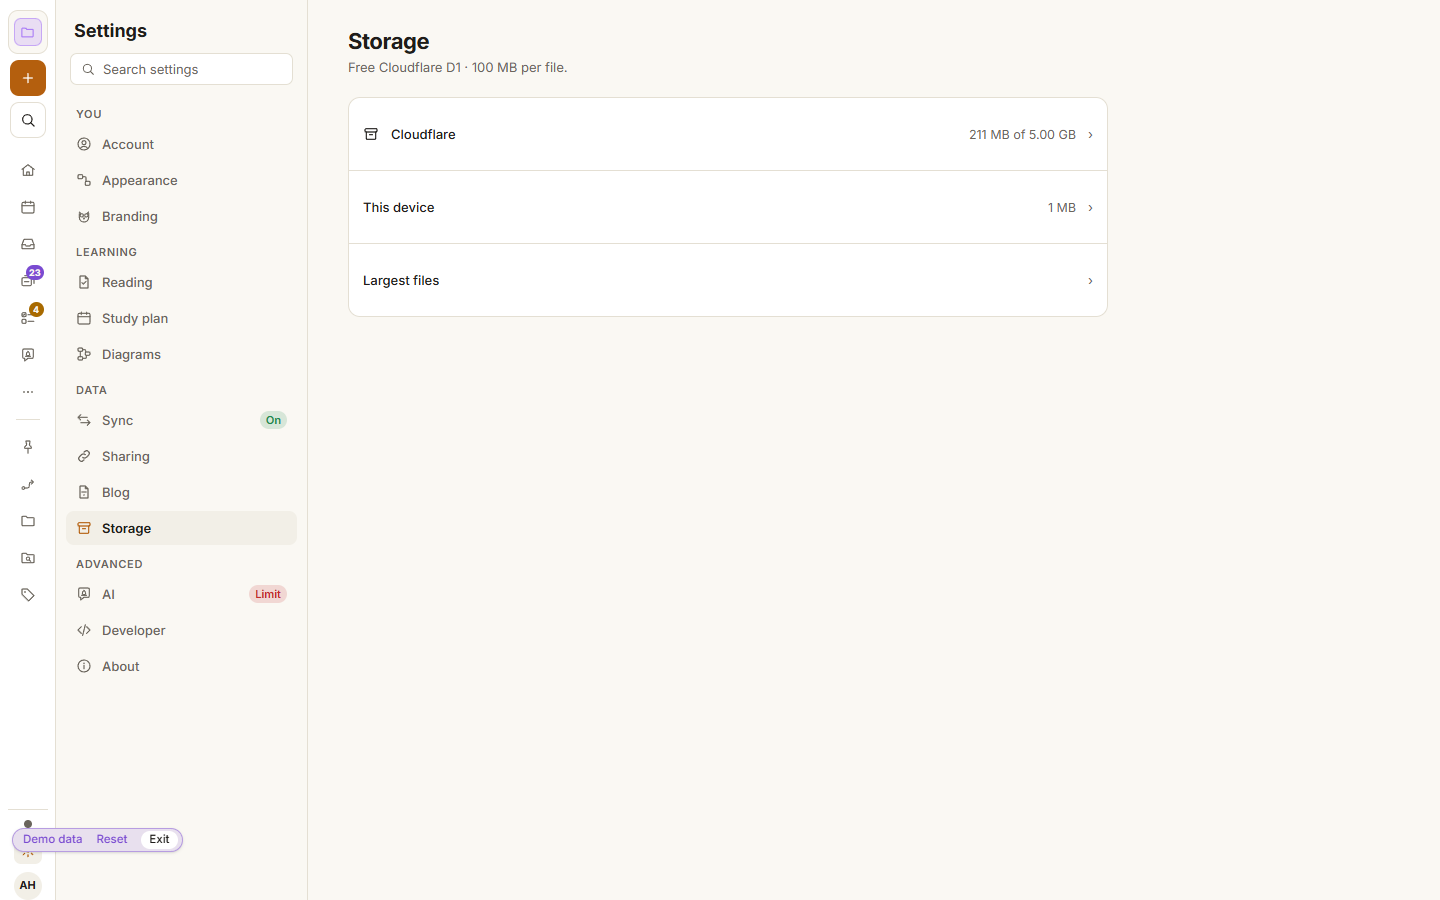 Settings
Search settings
YOU
Account
Appearance
Branding
LEARNING
Reading
Study plan
Diagrams
DATA
Sync On
Sharing
Blog
Storage
ADVANCED
AI Limit
Developer
About
23
4
Demo data Reset Exit
AH
Storage
Free Cloudflare D1 · 100 MB per file.
Cloudflare 211 MB of 5.00 GB
This device 1 MB
Largest files